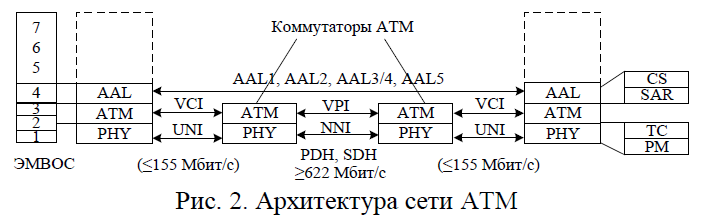 Коммутаторы АТМ
7
6
5
4
3
2
1
ЭМВОС
AAL
ATM
PHY
AAL1, AAL2, AAL3/4, AAL5
VCI
UNI
(≤155 Мбит/с)
ATM
PHY
VPI
NNI
PDH, SDH
≥622 Мбит/с
ATM
PHY
VCI
UNI
(≤155 Мбит/с)
AAL
ATM
PHY
CS
SAR
TC
PM
Рис. 2. Архитектура сети АТМ